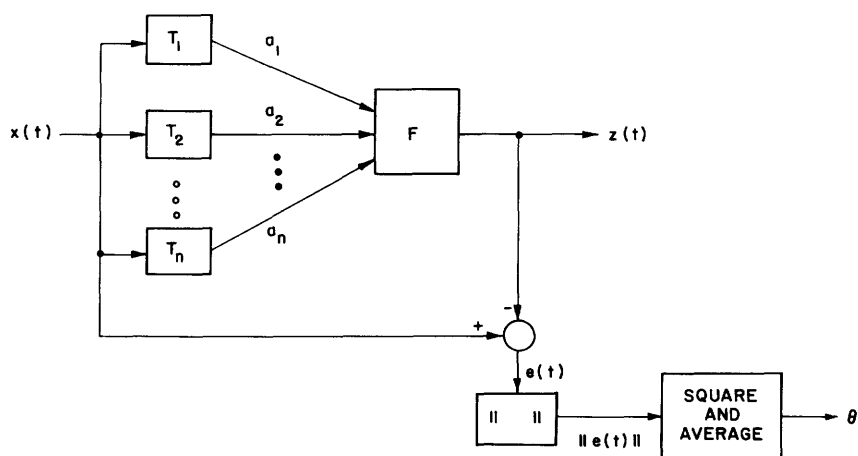 T₁
a₁
x(t)
T₂
a₂
F
z(t)
Tₙ
aₙ
-
+
e(t)
|| ||
||e(t)||
SQUARE
AND
AVERAGE
θ